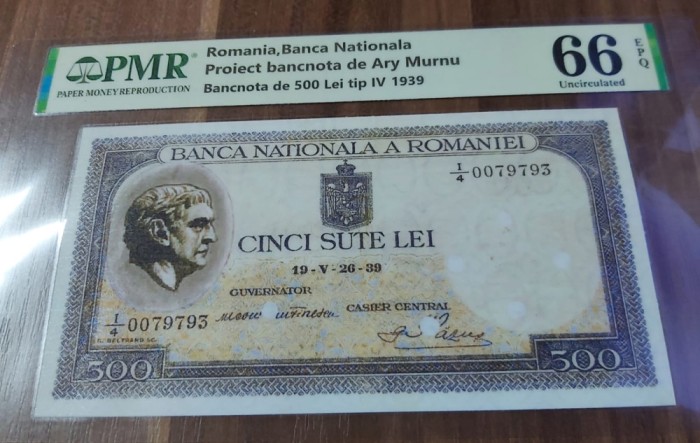 PMR
PAPER MONEY REPRODUCTION
Romania,Banca Nationala
Proiect bancnota de Ary Murnu
Bancnota de 500 Lei tip IV 1939
66
EPQ
Uncirculated
BANCA NATIONALA A ROMANIEI
I/4 0079793
CINCI SUTE LEI
19-V-26-39
GUVERNATOR
CASIER CENTRAL
I/4 0079793
500
500